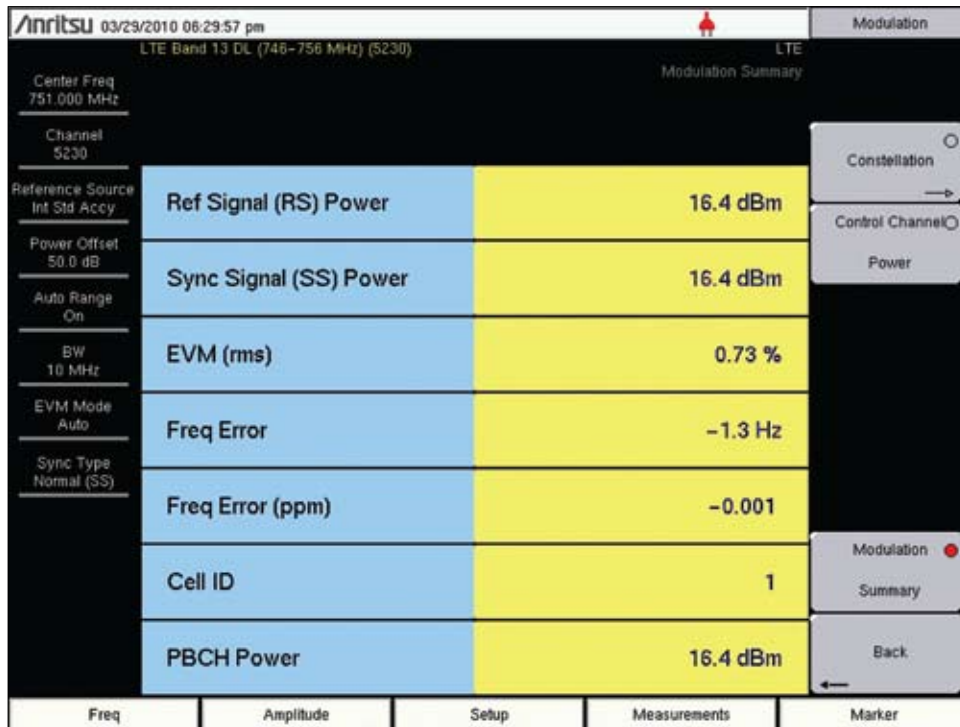 Anritsu 03/29/2010 06:29:57 pm
Modulation
LTE Band 13 DL (746-756 MHz) (5230)
LTE
Modulation Summary
Center Freq
751.000 MHz
Channel
5230
Reference Source
Int Std Accy
Power Offset
50.0 dB
Auto Range
On
BW
10 MHz
EVM Mode
Auto
Sync Type
Normal (SS)
Ref Signal (RS) Power 16.4 dBm
Sync Signal (SS) Power 16.4 dBm
EVM (rms) 0.73 %
Freq Error -1.3 Hz
Freq Error (ppm) -0.001
Cell ID 1
PBCH Power 16.4 dBm
Constellation
Control Channel
Power
Modulation
Summary
Back
Freq Amplitude Setup Measurements Marker